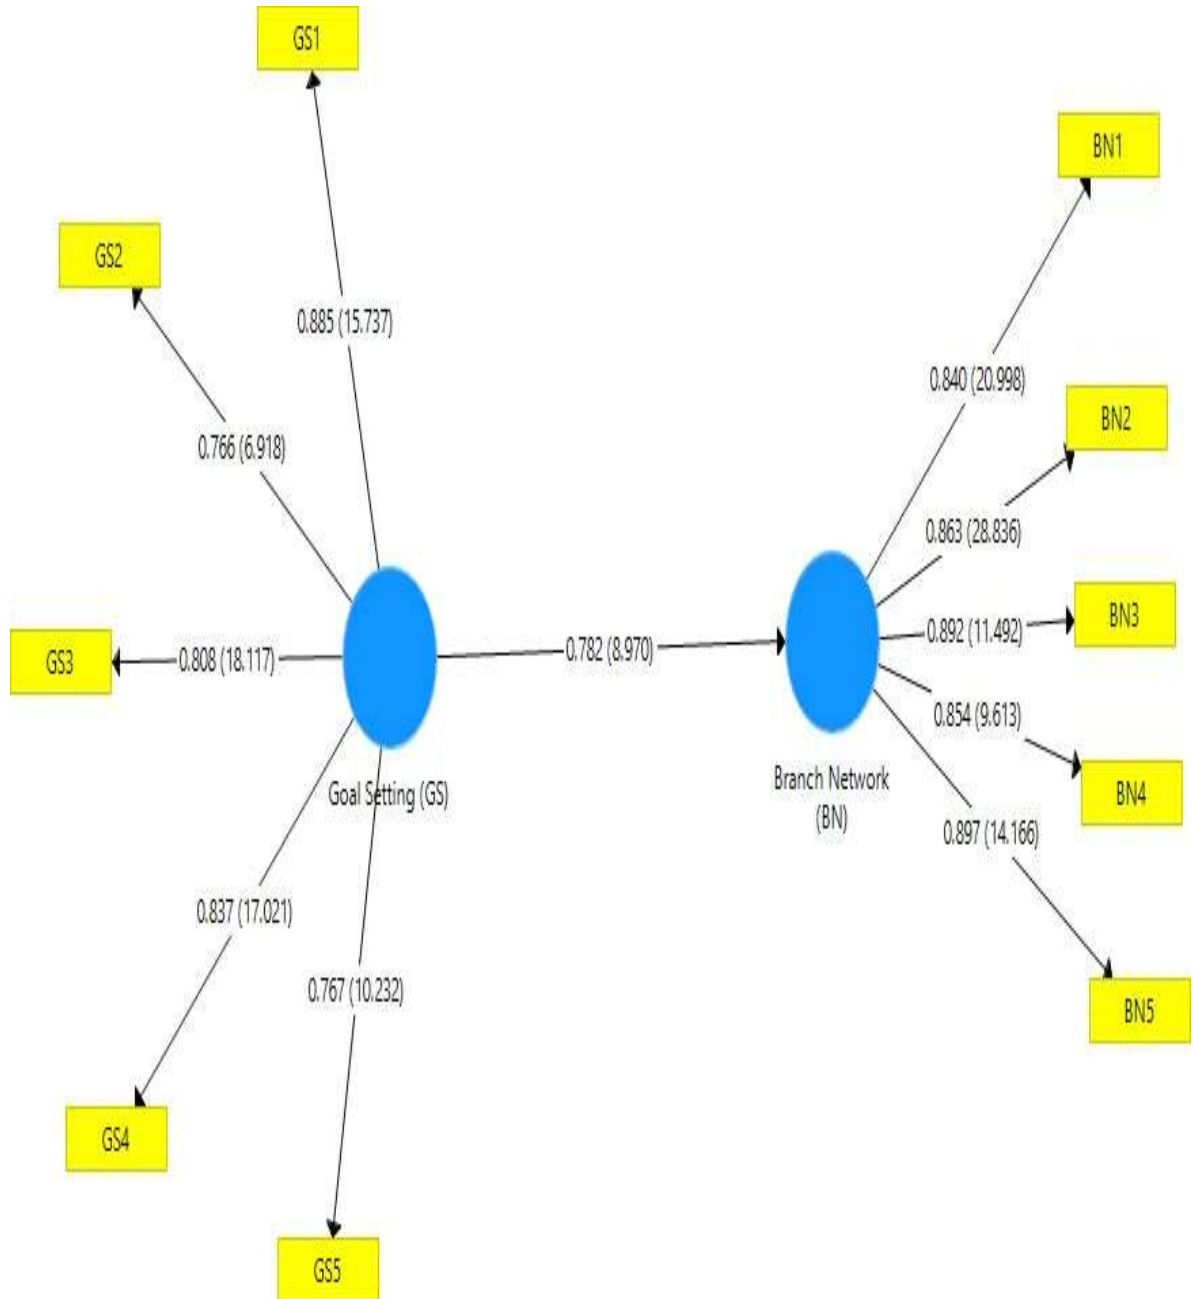 GS1
BN1
GS2
0.885 (15.737)
0.840 (20.998)
BN2
0.766 (6.918)
0.863 (28.836)
BN3
GS3
0.808 (18.117)
0.782 (8.970)
0.892 (11.492)
0.854 (9.613)
Goal Setting (GS)
Branch Network
(BN)
BN4
0.897 (14.166)
0.837 (17.021)
0.767 (10.232)
BN5
GS4
GS5